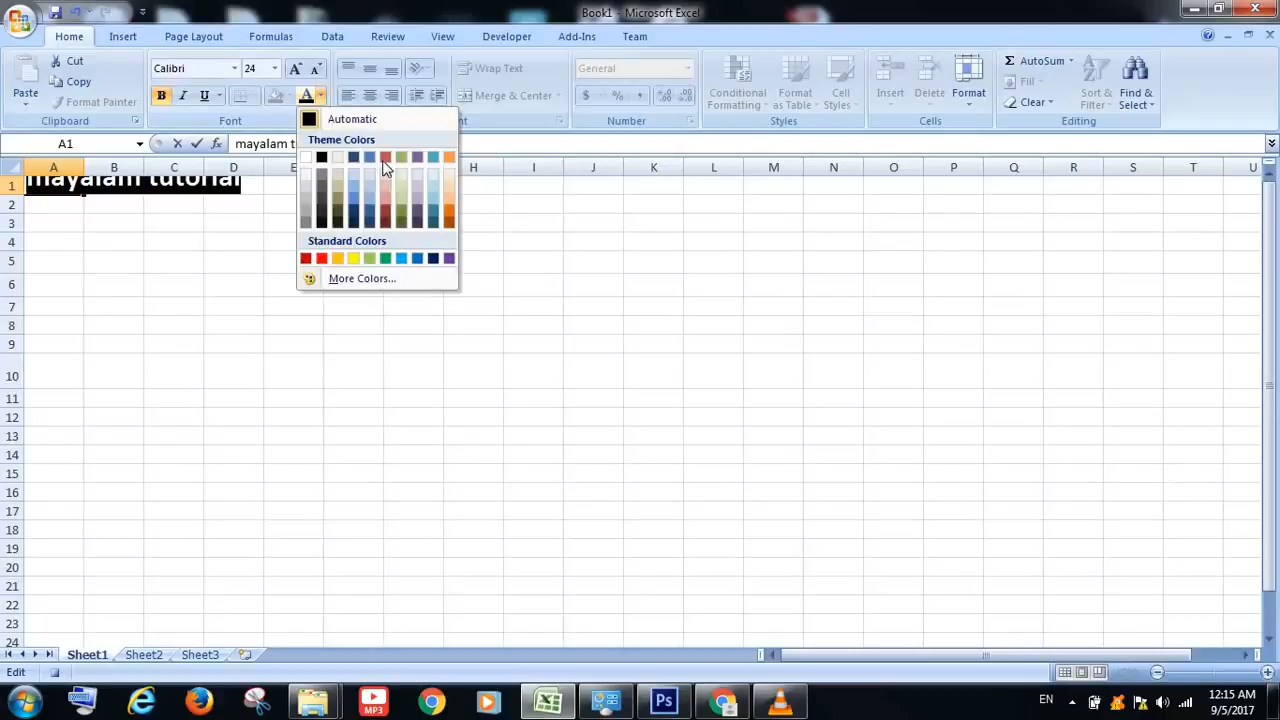 Book1 - Microsoft Excel
Home Insert Page Layout Formulas Data Review View Developer Add-Ins Team
Cut
Copy
Format Painter
Paste
Clipboard
Calibri 24
B I U A
Font
Wrap Text
Merge & Center
General
$ % ,
Number
Conditional Formatting
Format as Table
Cell Styles
Styles
Insert Delete Format
Cells
AutoSum
Fill
Clear
Sort & Filter
Find & Select
Editing
A1 fx mayalam t
Automatic
Theme Colors
Standard Colors
More Colors...
A B C D E H I J K L M N O P Q R S T U
1 mayalam tutorial
2
3
4
5
6
7
8
9
10
11
12
13
14
15
16
17
18
19
20
21
22
23
24
Sheet1 Sheet2 Sheet3
Edit
MP3
Ps
EN
12:15 AM
9/5/2017